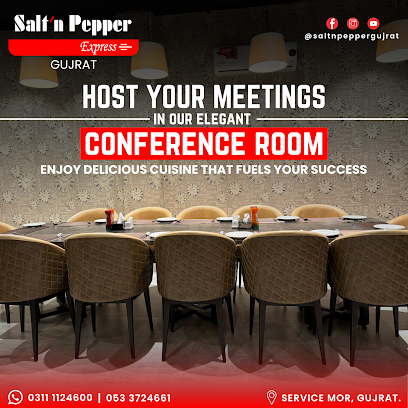 Salt'n Pepper
Express
GUJRAT
@saltnpeppergujrat
HOST YOUR MEETINGS
IN OUR ELEGANT
CONFERENCE ROOM
ENJOY DELICIOUS CUISINE THAT FUELS YOUR SUCCESS
0311 1124600 | 053 3724661
SERVICE MOR, GUJRAT.